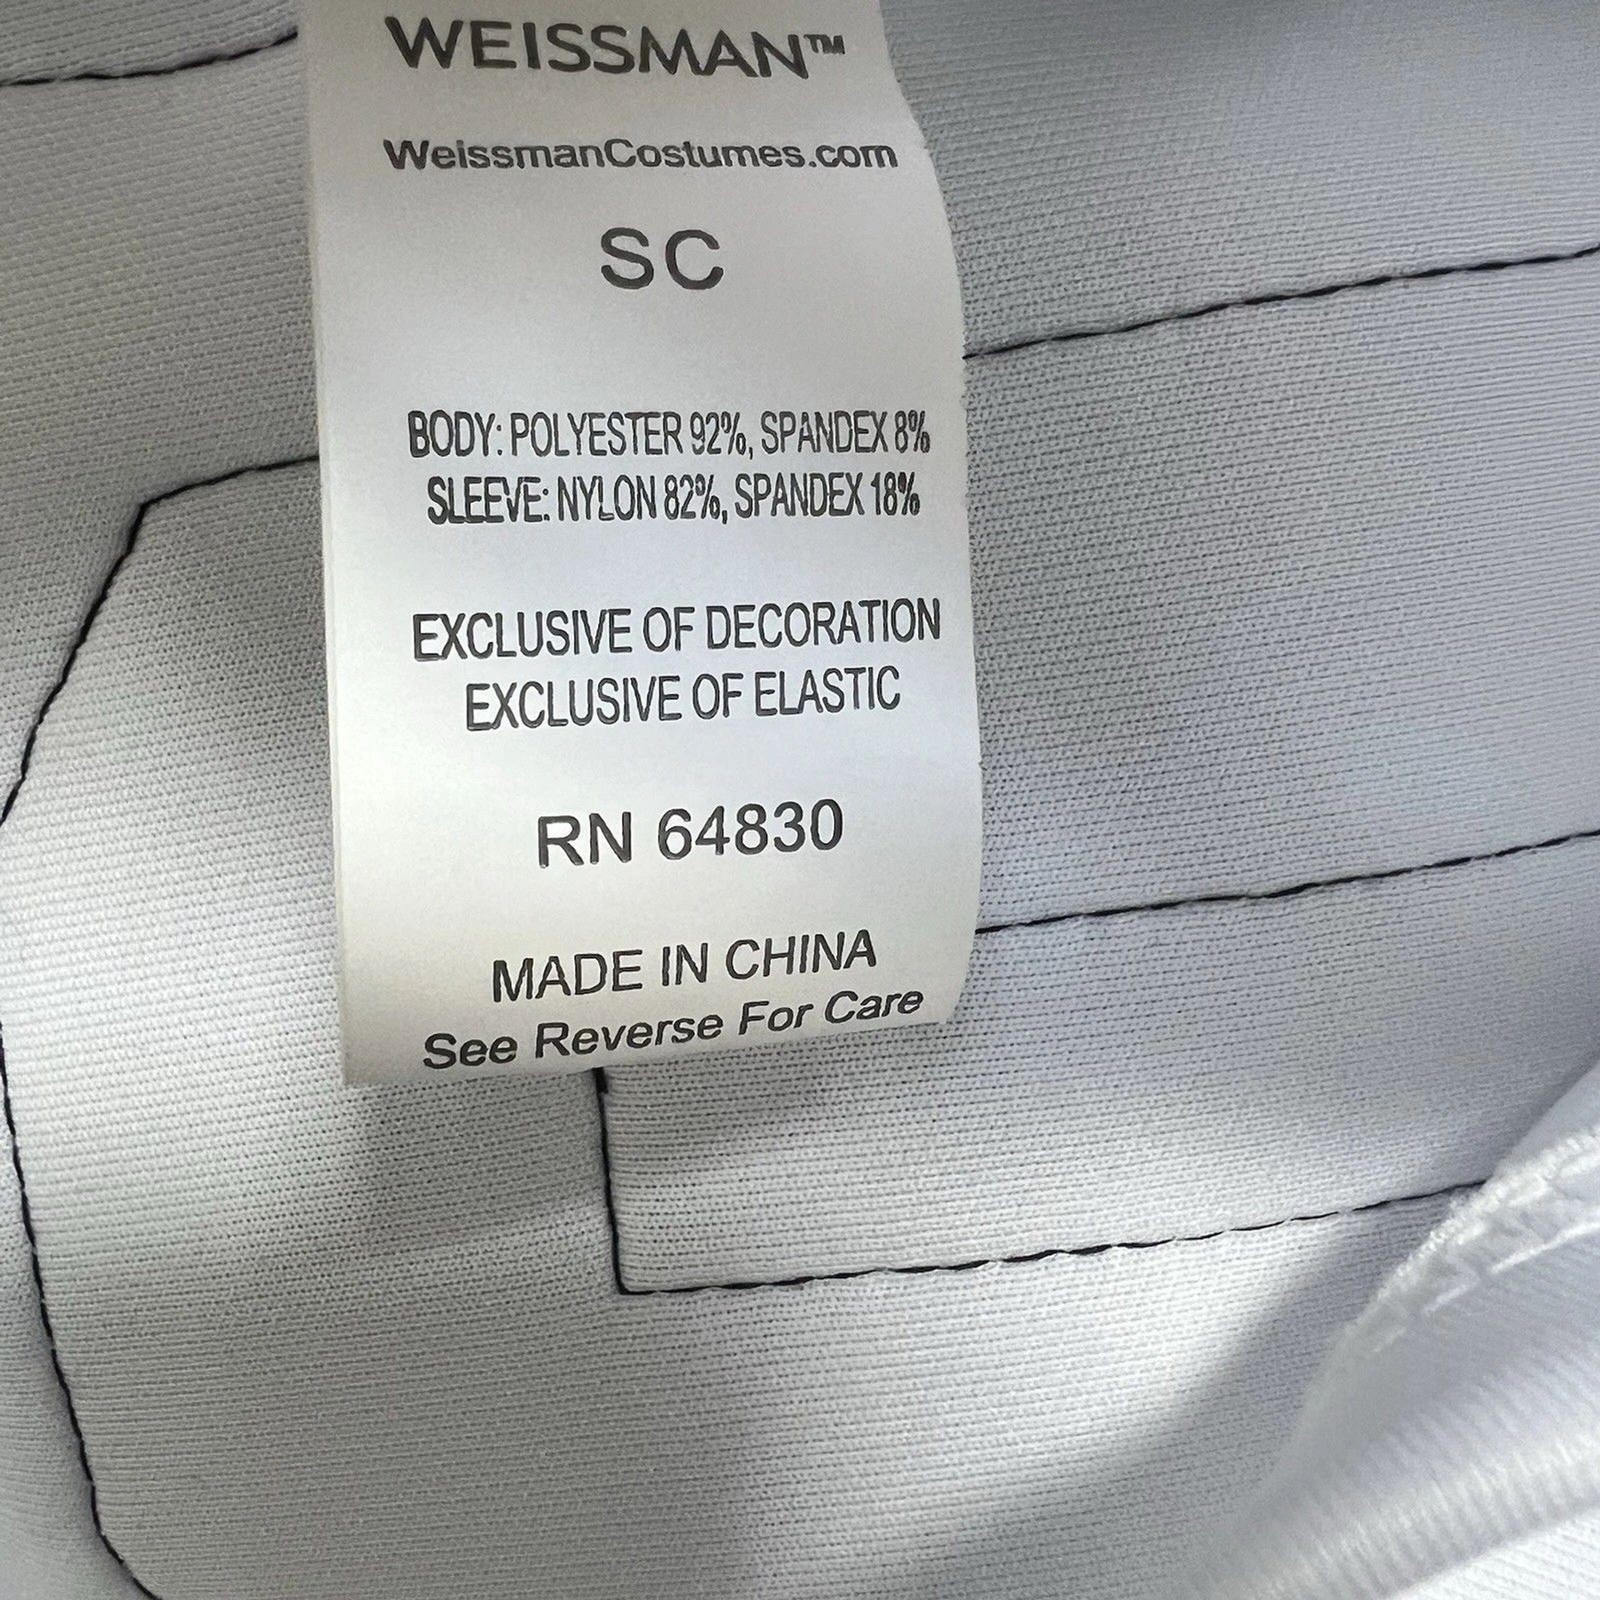 WEISSMAN™
WeissmanCostumes.com
SC
BODY: POLYESTER 92%, SPANDEX 8%
SLEEVE: NYLON 82%, SPANDEX 18%
EXCLUSIVE OF DECORATION
EXCLUSIVE OF ELASTIC
RN 64830
MADE IN CHINA
See Reverse For Care